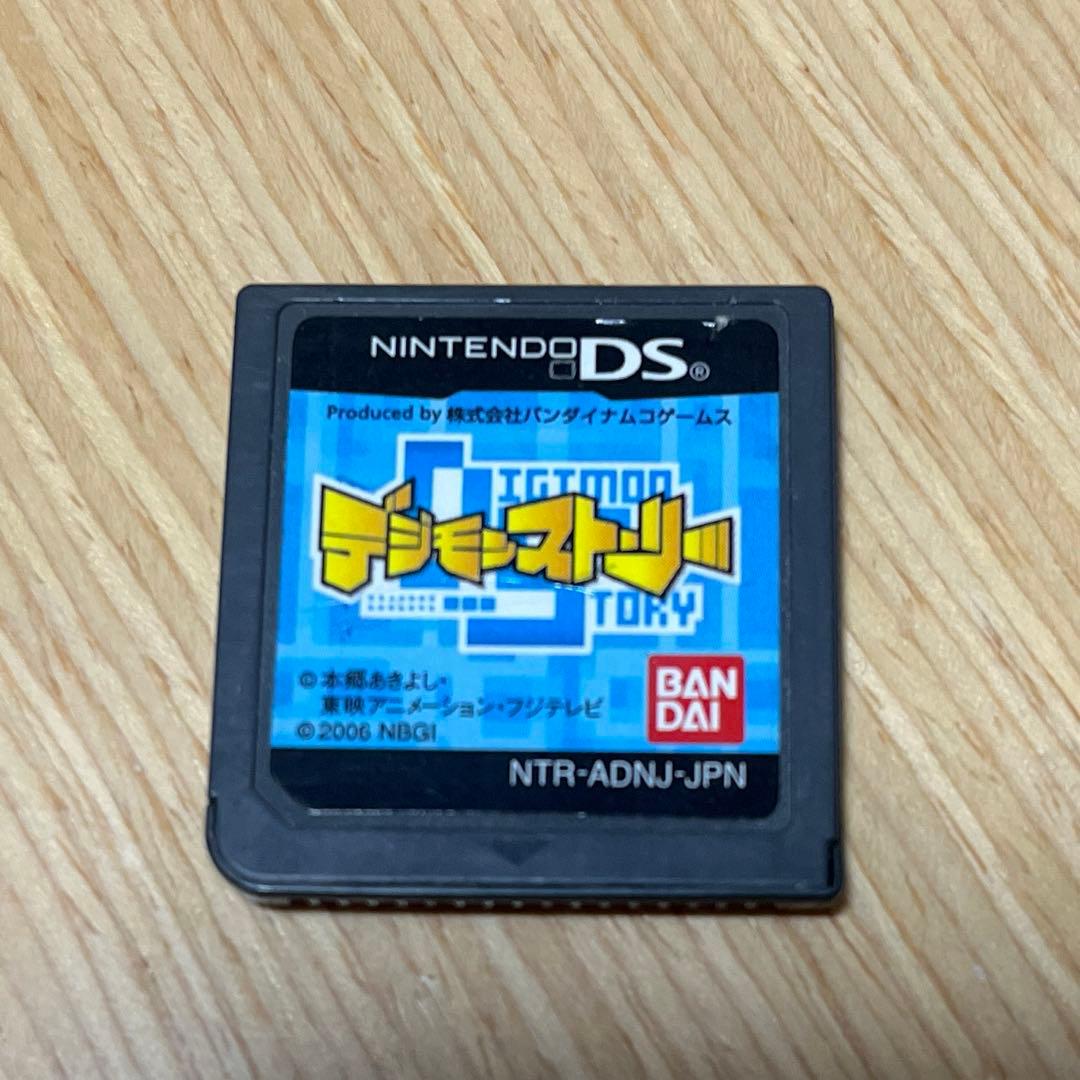 NINTENDO DS®
Produced by 株式会社バンダイナムコゲームス
DIGIMON
デジモンストーリー
STORY
© 本郷あきよし・
東映アニメーション・フジテレビ
© 2006 NBGI
BAN
DAI
NTR-ADNJ-JPN